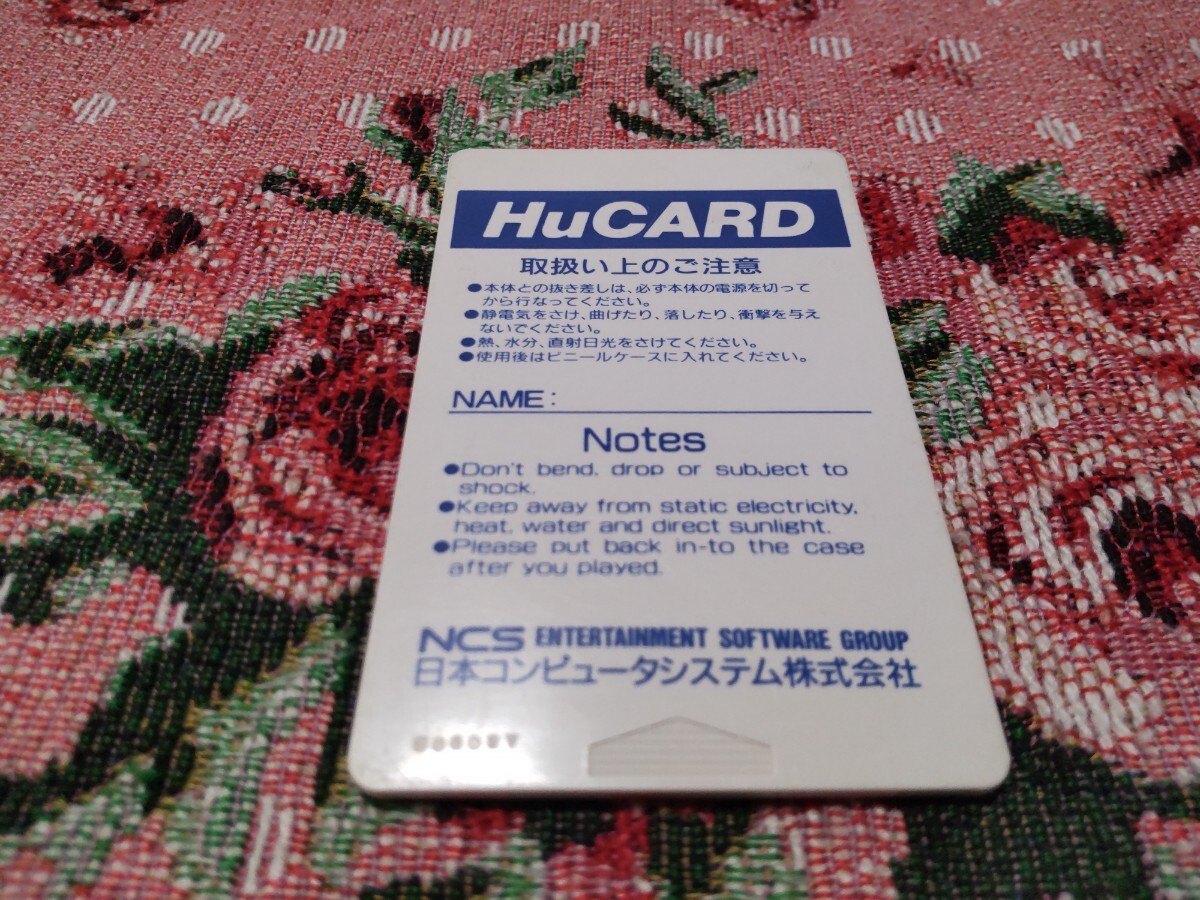 HuCARD
取扱い上のご注意
●本体との抜き差しは、必ず本体の電源を切って
から行なってください。
●静電気をさけ、曲げたり、落したり、衝撃を与え
ないでください。
●熱、水分、直射日光をさけてください。
●使用後はビニールケースに入れてください。
NAME:
Notes
●Don't bend, drop or subject to
shock.
●Keep away from static electricity,
heat, water and direct sunlight.
●Please put back in-to the case
after you played.
NCS ENTERTAINMENT SOFTWARE GROUP
日本コンピュータシステム株式会社